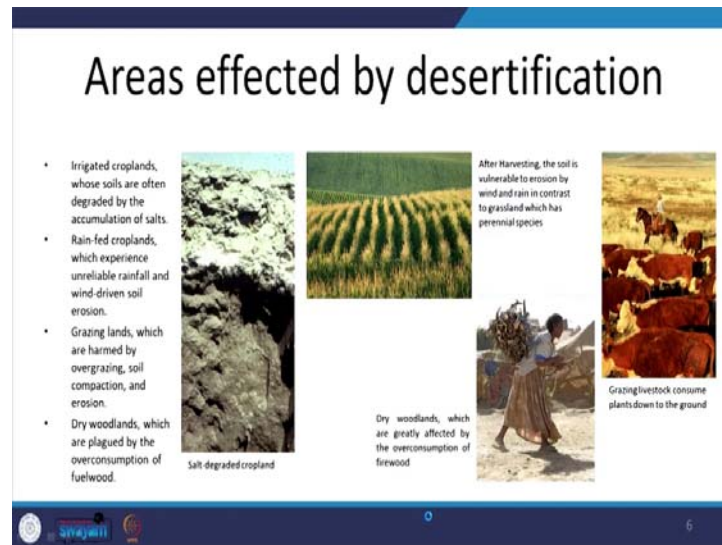 Areas effected by desertification
• Irrigated croplands,
whose soils are often
degraded by the
accumulation of salts.
• Rain-fed croplands,
which experience
unreliable rainfall and
wind-driven soil
erosion.
• Grazing lands, which
are harmed by
overgrazing, soil
compaction, and
erosion.
• Dry woodlands, which
are plagued by the
overconsumption of
fuelwood.
Salt-degraded cropland
After Harvesting, the soil is
vulnerable to erosion by
wind and rain in contrast
to grassland which has
perennial species
Dry woodlands, which
are greatly affected by
the overconsumption of
firewood
Grazing livestock consume
plants down to the ground
swayam
6